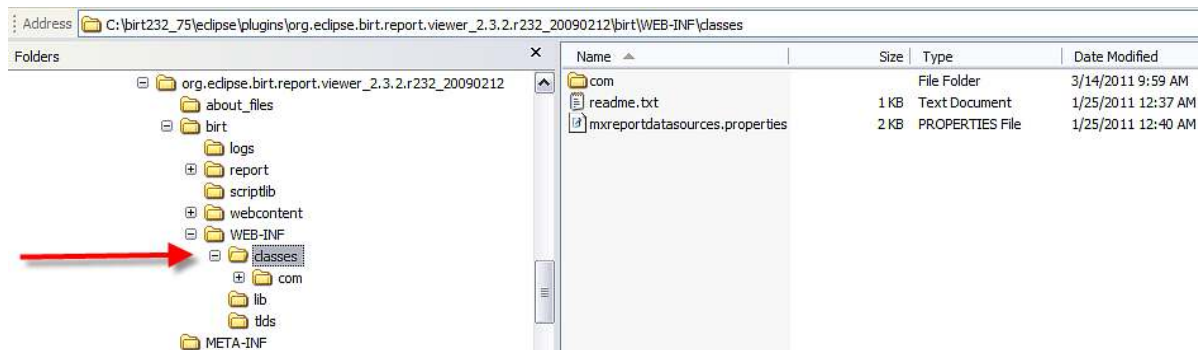 Address C:\birt232_75\eclipse\plugins\org.eclipse.birt.report.viewer_2.3.2.r232_20090212\birt\WEB-INF\classes
Folders
org.eclipse.birt.report.viewer_2.3.2.r232_20090212
about_files
birt
logs
report
scriptlib
webcontent
WEB-INF
classes
com
lib
tlds
META-INF
Name Size Type Date Modified
com File Folder 3/14/2011 9:59 AM
readme.txt 1 KB Text Document 1/25/2011 12:37 AM
mxreportdatasources.properties 2 KB PROPERTIES File 1/25/2011 12:40 AM